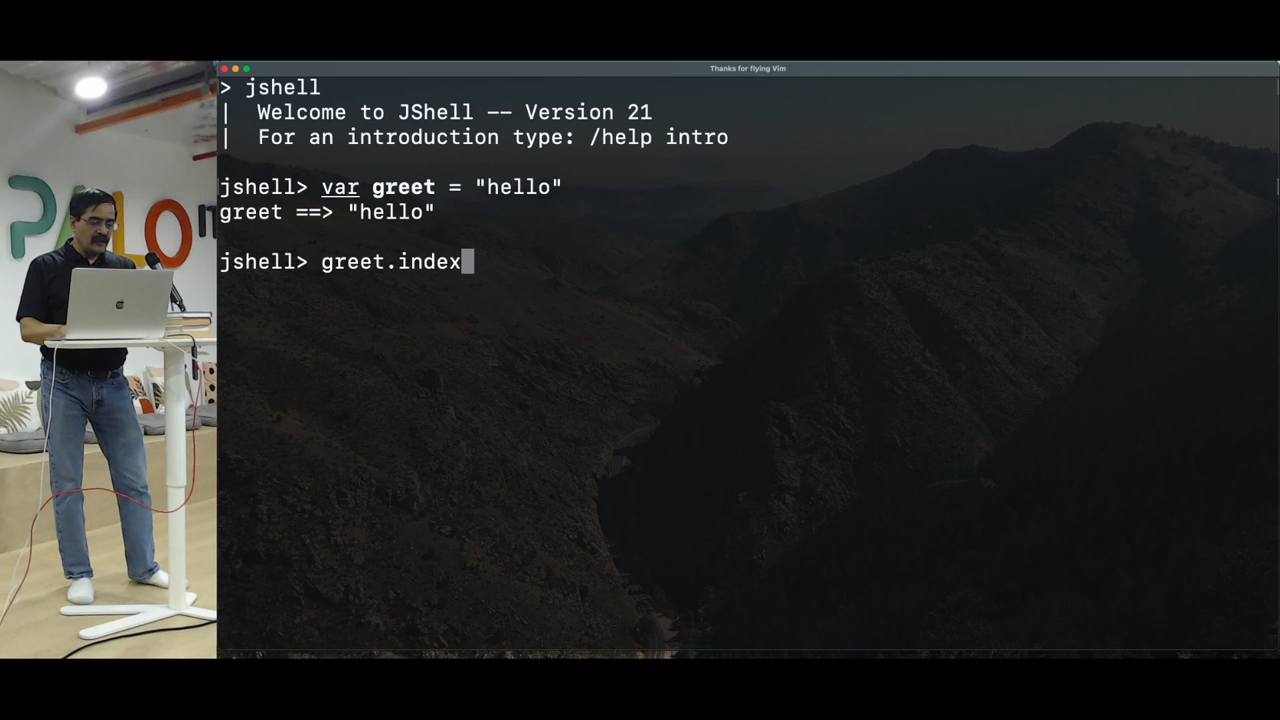 PALO
Thanks for flying Vim
> jshell
|  Welcome to JShell -- Version 21
|  For an introduction type: /help intro
jshell> var greet = "hello"
greet ==> "hello"
jshell> greet.index